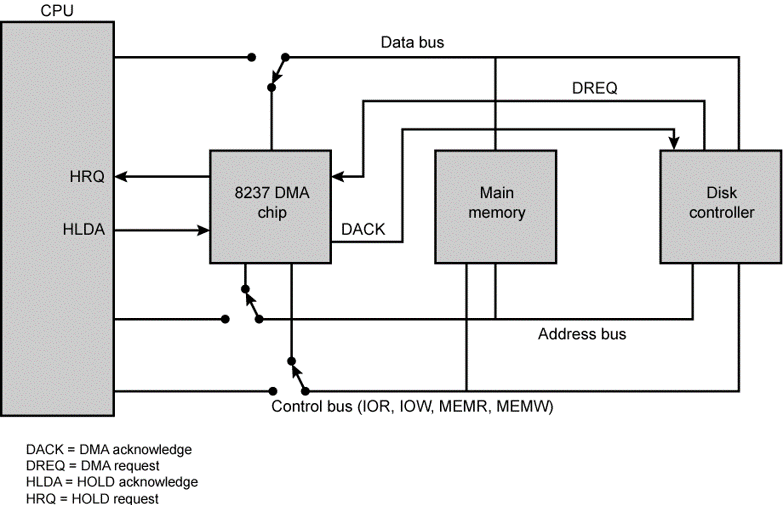 CPU
Data bus
DREQ
HRQ
8237 DMA
chip
Main
memory
Disk
controller
HLDA
DACK
Address bus
Control bus (IOR, IOW, MEMR, MEMW)
DACK = DMA acknowledge
DREQ = DMA request
HLDA = HOLD acknowledge
HRQ = HOLD request